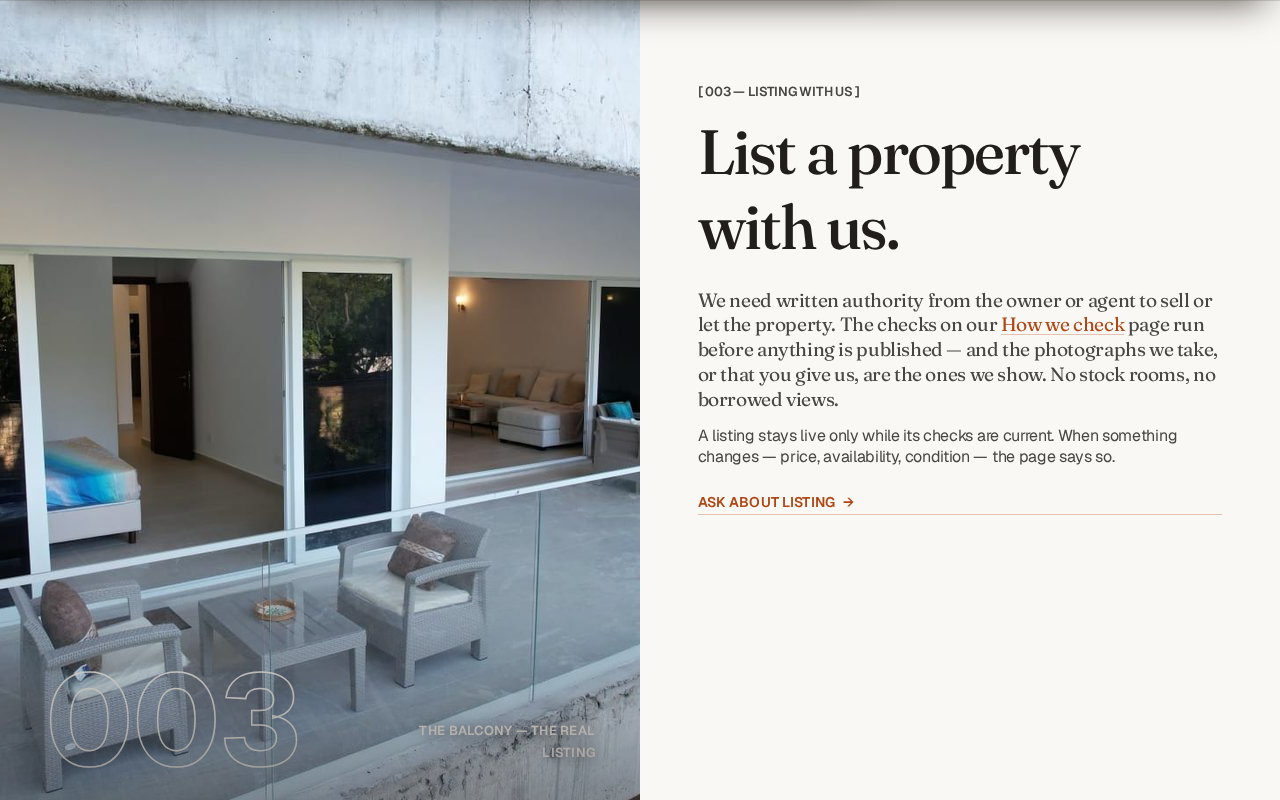 [ 003 — LISTING WITH US ]
List a property
with us.
We need written authority from the owner or agent to sell or
let the property. The checks on our How we check page run
before anything is published — and the photographs we take,
or that you give us, are the ones we show. No stock rooms, no
borrowed views.
A listing stays live only while its checks are current. When something
changes — price, availability, condition — the page says so.
ASK ABOUT LISTING →
003
THE BALCONY — THE REAL
LISTING